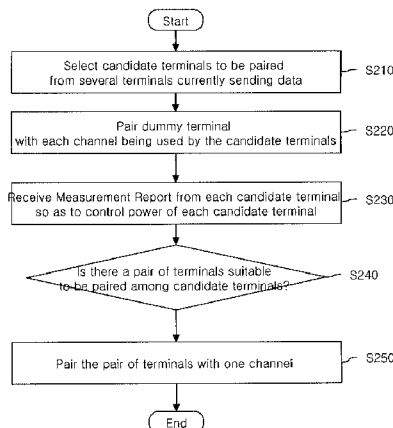 Start
Select candidate terminals to be paired
from several terminals currently sending data
S210
Pair dummy terminal
with each channel being used by the candidate terminals
S220
Receive Measurement Report from each candidate terminal
so as to control power of each candidate terminal
S230
Is there a pair of terminals suitable
to be paired among candidate terminals?
S240
Pair the pair of terminals with one channel
S250
End